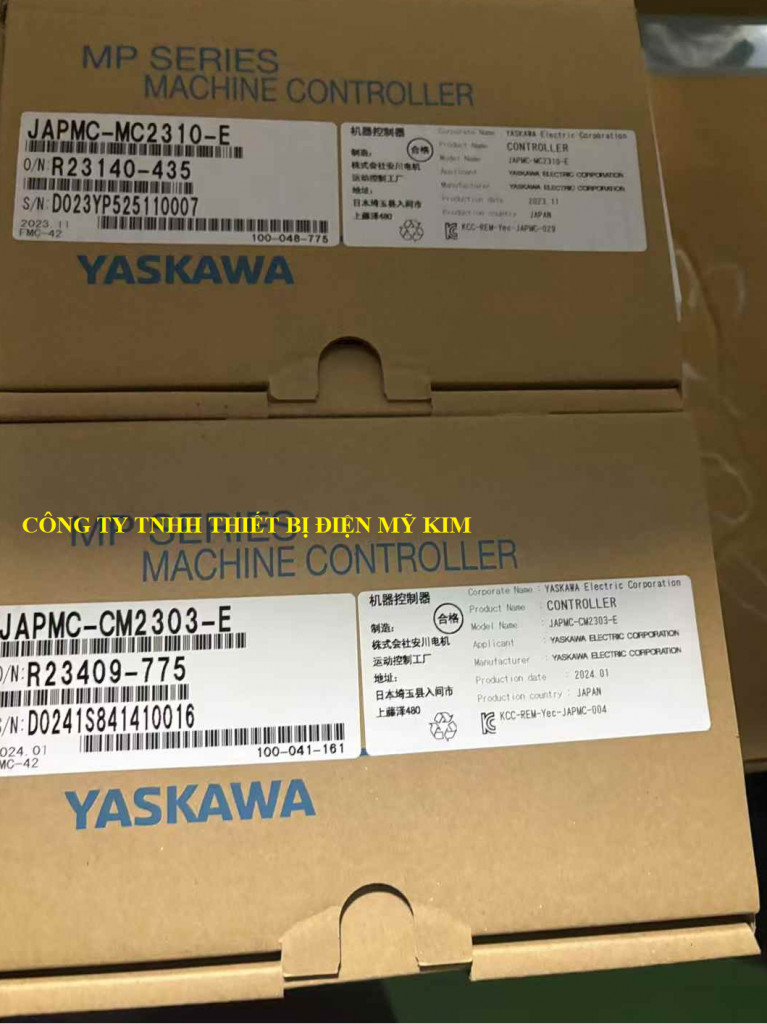 MP SERIES
MACHINE CONTROLLER
JAPMC-MC2310-E
O/N:R23140-435
S/N:D023YP525110007
2023.11
FMC-42
100-048-775
机器控制器
合格
制造:
株式会社安川电机
运动控制工厂
地址:
日本埼玉县入间市
上藤泽480
Corporate Name : YASKAWA Electric Corporation
Product Name : CONTROLLER
Model Name : JAPMC-MC2310-E
Applicant : YASKAWA ELECTRIC CORPORATION
Manufacturer : YASKAWA ELECTRIC CORPORATION
Production date : 2023.11
Production country : JAPAN
KCC-REM-Yec-JAPMC-029
YASKAWA
CÔNG TY TNHH THIẾT BỊ ĐIỆN MỸ KIM
MP SERIES
MACHINE CONTROLLER
JAPMC-CM2303-E
O/N:R23409-775
S/N:D0241S841410016
024.01
MC-42
100-041-161
机器控制器
合格
制造:
株式会社安川电机
运动控制工厂
地址:
日本埼玉县入间市
上藤泽480
Corporate Name : YASKAWA Electric Corporation
Product Name : CONTROLLER
Model Name : JAPMC-CM2303-E
Applicant : YASKAWA ELECTRIC CORPORATION
Manufacturer : YASKAWA ELECTRIC CORPORATION
Production date : 2024.01
Production country : JAPAN
KCC-REM-Yec-JAPMC-004
YASKAWA